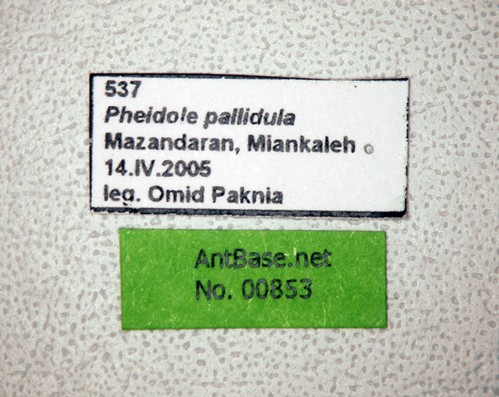 537
Pheidole pallidula
Mazandaran, Miankaleh
14.IV.2005
leg. Omid Paknia
AntBase.net
No. 00853